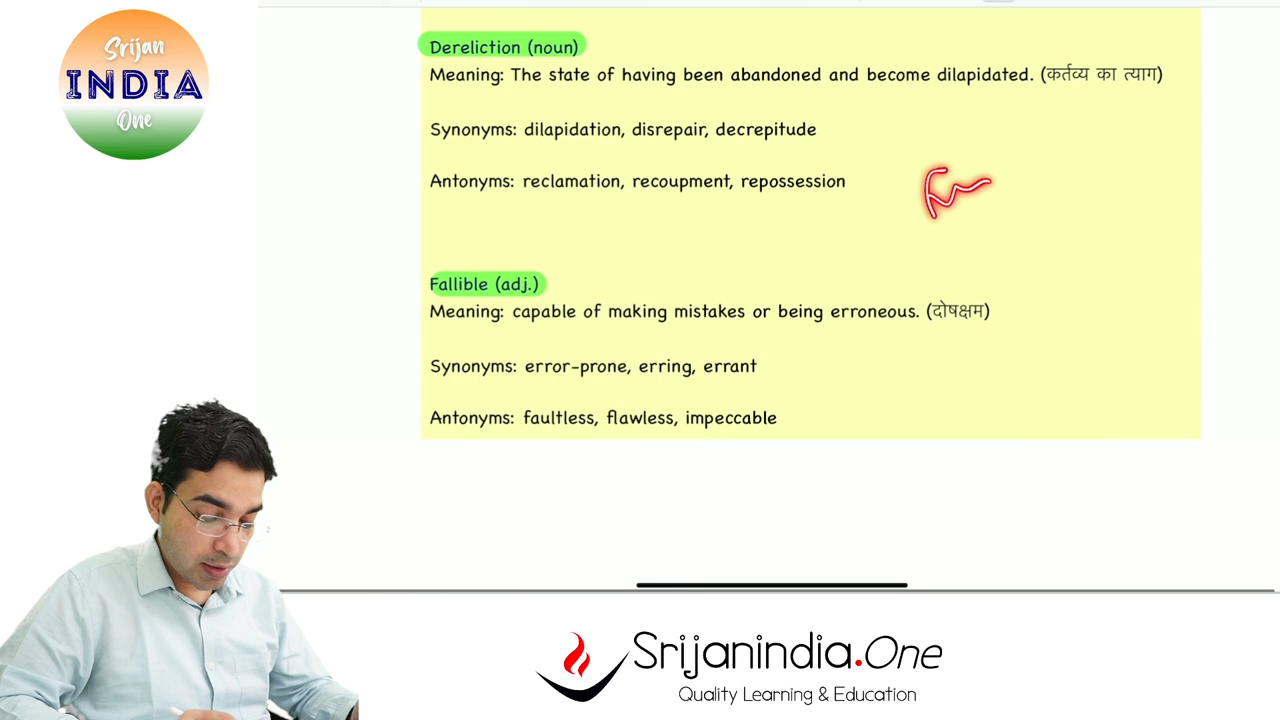 Srijan
INDIA
One
Dereliction (noun)
Meaning: The state of having been abandoned and become dilapidated. (कर्तव्य का त्याग)
Synonyms: dilapidation, disrepair, decrepitude
Antonyms: reclamation, recoupment, repossession
Fallible (adj.)
Meaning: capable of making mistakes or being erroneous. (दोषक्षम)
Synonyms: error-prone, erring, errant
Antonyms: faultless, flawless, impeccable
Srijanindia.One
Quality Learning & Education